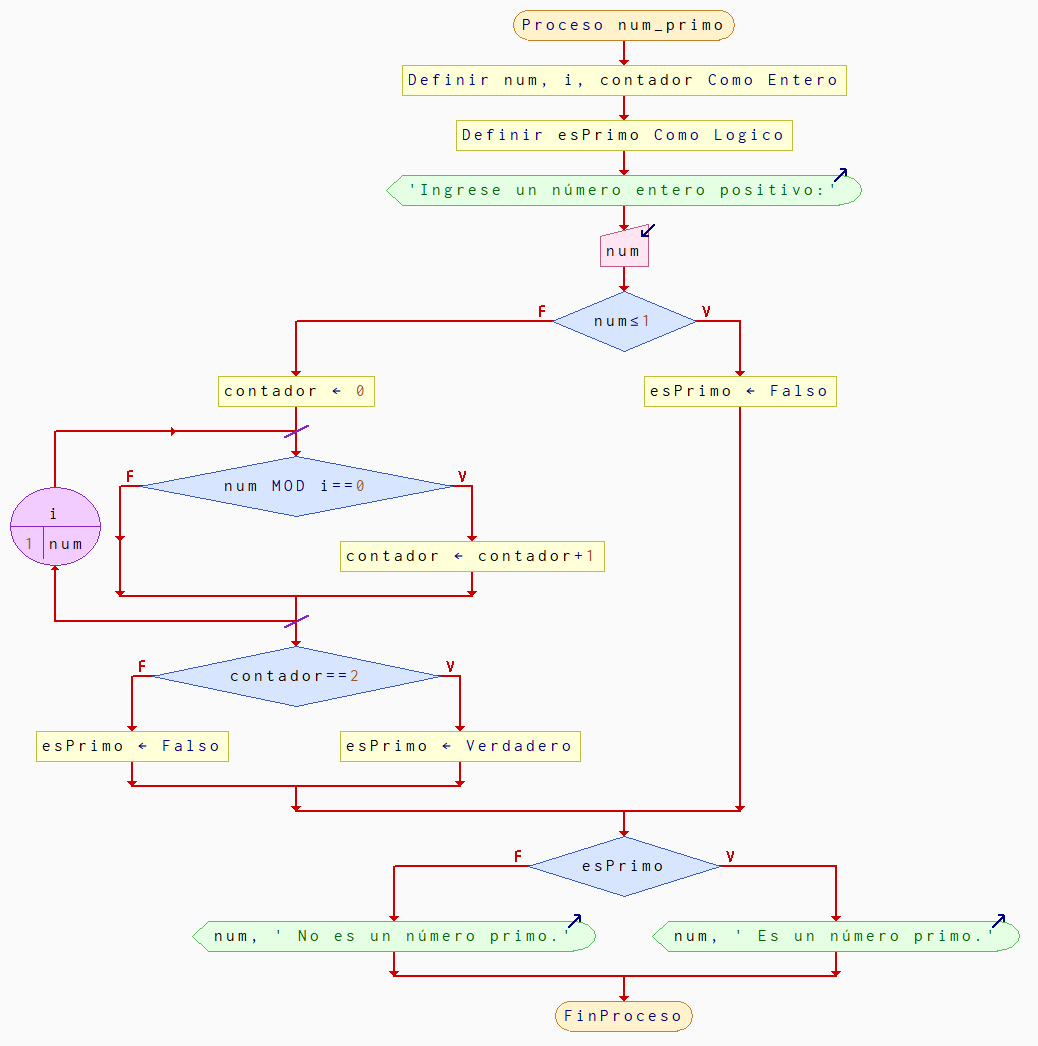 Proceso num_primo
Definir num, i, contador Como Entero
Definir esPrimo Como Logico
'Ingrese un número entero positivo:'
num
F
num≤1
V
contador ← 0
esPrimo ← Falso
F
num MOD i==0
V
i
1 num
contador ← contador+1
F
contador==2
V
esPrimo ← Falso
esPrimo ← Verdadero
F
esPrimo
V
num, ' No es un número primo.'
num, ' Es un número primo.'
FinProceso